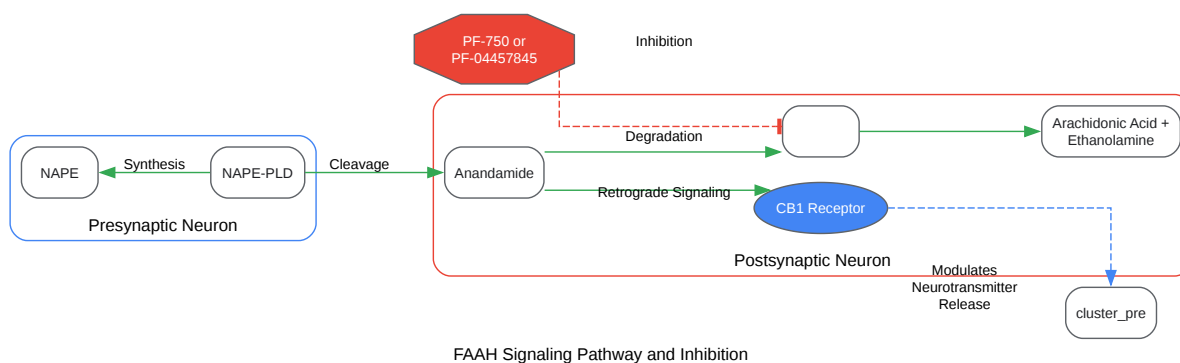 PF-750 or
PF-04457845
Inhibition
Degradation
Arachidonic Acid +
Ethanolamine
NAPE
Synthesis
NAPE-PLD
Cleavage
Anandamide
Retrograde Signaling
CB1 Receptor
Presynaptic Neuron
Postsynaptic Neuron
Modulates
Neurotransmitter
Release
cluster_pre
FAAH Signaling Pathway and Inhibition